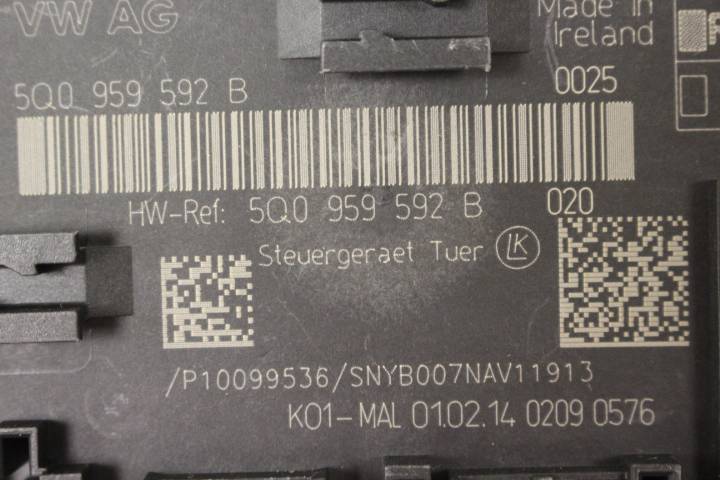 VW AG
Made in
Ireland
5Q0 959 592 B 0025
HW-Ref: 5Q0 959 592 B 020
Steuergeraet Tuer LK
/P10099536/SNYB007NAV11913
K01-MAL 01.02.14 0209 0576